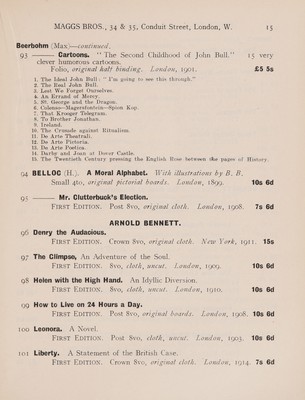 MAGGS BROS., 34 & 35, Conduit Street, London, W. 15
Beerbohm (Max)—continued.
93 ——— Cartoons. "The Second Childhood of John Bull." 15 very
clever humorous cartoons.
Folio, original half binding. London, 1901. £5 5s
1. The Ideal John Bull: "I'm going to see this through."
2. The Real John Bull.
3. Lest We Forget Ourselves.
4. An Errand of Mercy.
5. 89. George and the Dragon.
6. Colenso—Magersfontein—Spion Kop.
7. That Kroeger Telegram.
8. To Brother Jonathan.
9. Ireland.
10. The Crusade against Ritualism.
11. De Arte Theatrali.
12. De Arte Pictoria.
13. De Arte Poetica.
14. Darby and Joan at Dover Castle.
15. The Twentieth Century pressing the English Rose between the pages of History.
94 BELLOC (H.). A Moral Alphabet. With illustrations by B. B.
Small 4to, original pictorial boards. London, 1899. 10s 6d
95 ——— Mr. Clutterbuck's Election.
FIRST EDITION. Post 8vo, original cloth. London, 1908. 7s 6d
ARNOLD BENNETT.
96 Denry the Audacious.
FIRST EDITION. Crown 8vo, original cloth. New York, 1911. 15s
97 The Glimpse, An Adventure of the Soul.
FIRST EDITION. 8vo, cloth, uncut. London, 1909. 10s 6d
98 Helen with the High Hand. An Idyllic Diversion.
FIRST EDITION. 8vo, cloth, uncut. London, 1910. 10s 6d
99 How to Live on 24 Hours a Day.
FIRST EDITION. Post 8vo, original boards. London, 1908. 10s 6d
100 Leonora. A Novel.
FIRST EDITION. Post 8vo, cloth, uncut. London, 1903. 10s 6d
101 Liberty. A Statement of the British Case.
FIRST EDITION. Crown 8vo, original cloth. London, 1914. 7s 6d